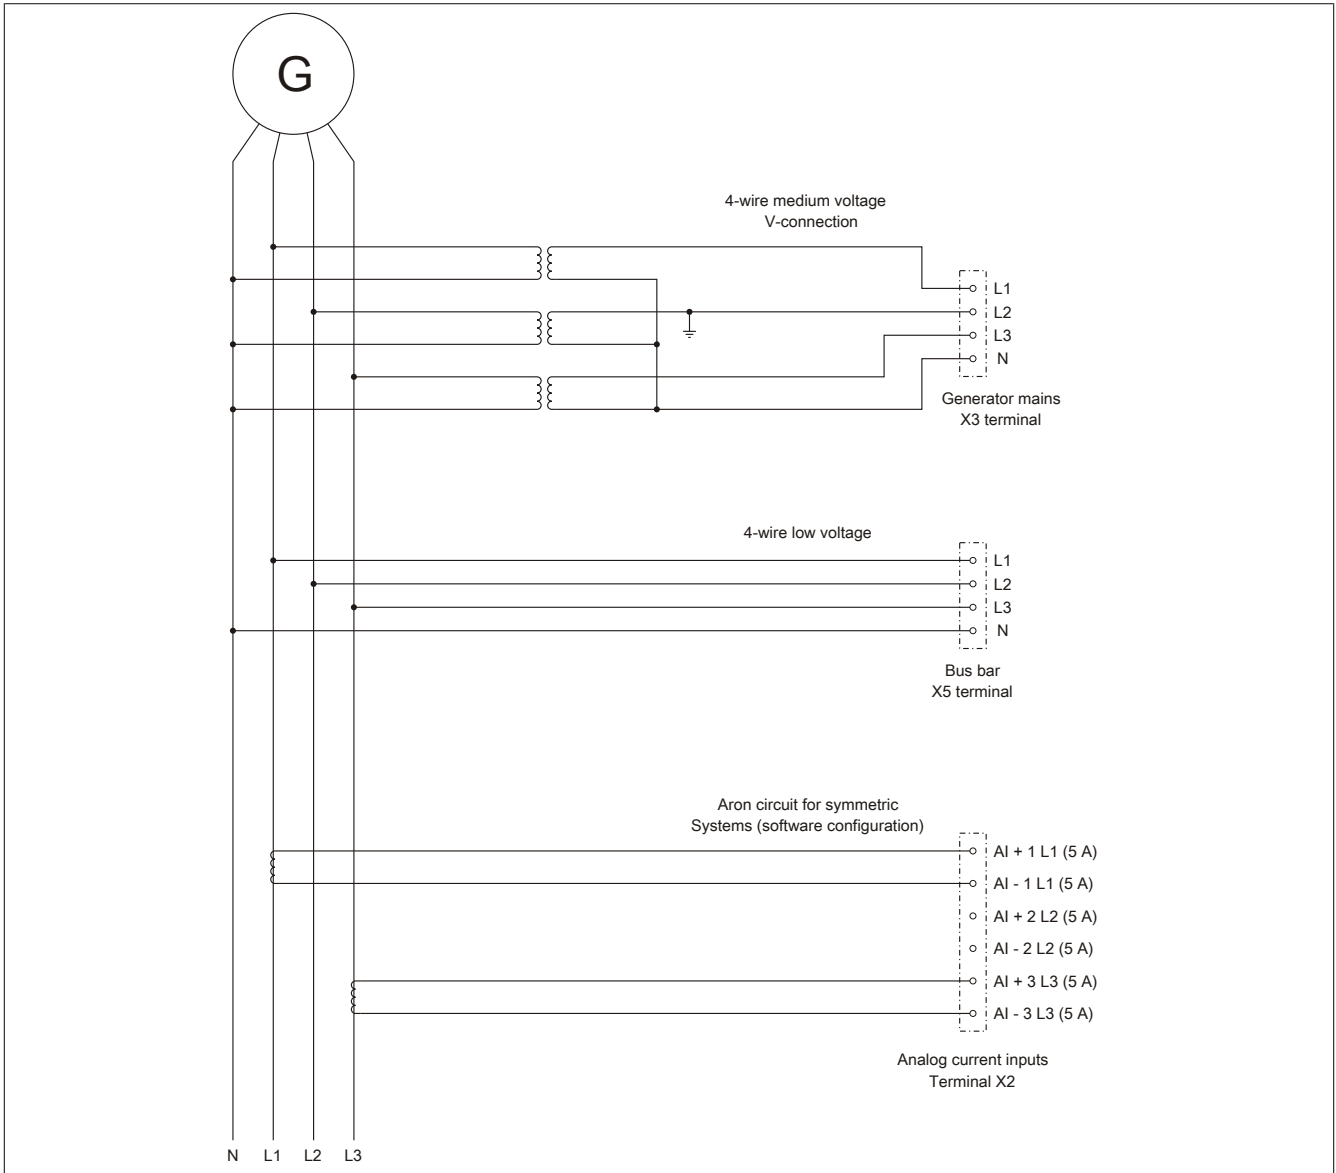 G
4-wire medium voltage
V-connection
L1
L2
L3
N
Generator mains
X3 terminal
4-wire low voltage
L1
L2
L3
N
Bus bar
X5 terminal
Aron circuit for symmetric
Systems (software configuration)
AI + 1 L1 (5 A)
AI - 1 L1 (5 A)
AI + 2 L2 (5 A)
AI - 2 L2 (5 A)
AI + 3 L3 (5 A)
AI - 3 L3 (5 A)
Analog current inputs
Terminal X2
N L1 L2 L3